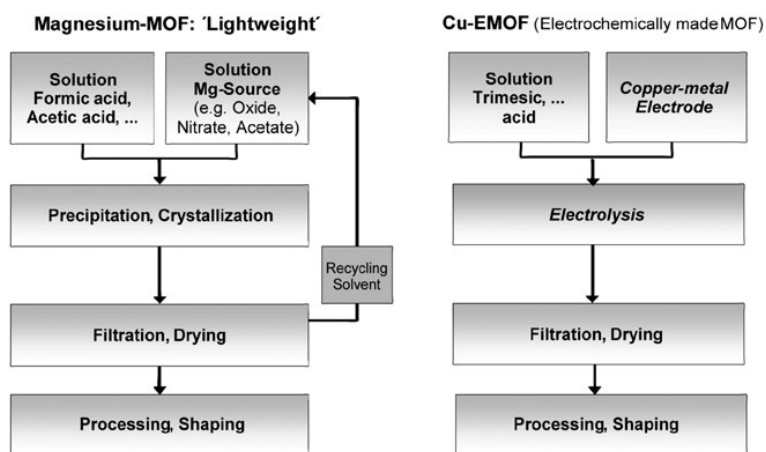 Magnesium-MOF: ´Lightweight´
Solution
Formic acid,
Acetic acid, ...
Solution
Mg-Source
(e.g. Oxide,
Nitrate, Acetate)
Precipitation, Crystallization
Recycling
Solvent
Filtration, Drying
Processing, Shaping
Cu-EMOF (Electrochemically made MOF)
Solution
Trimesic, ...
acid
Copper-metal
Electrode
Electrolysis
Filtration, Drying
Processing, Shaping